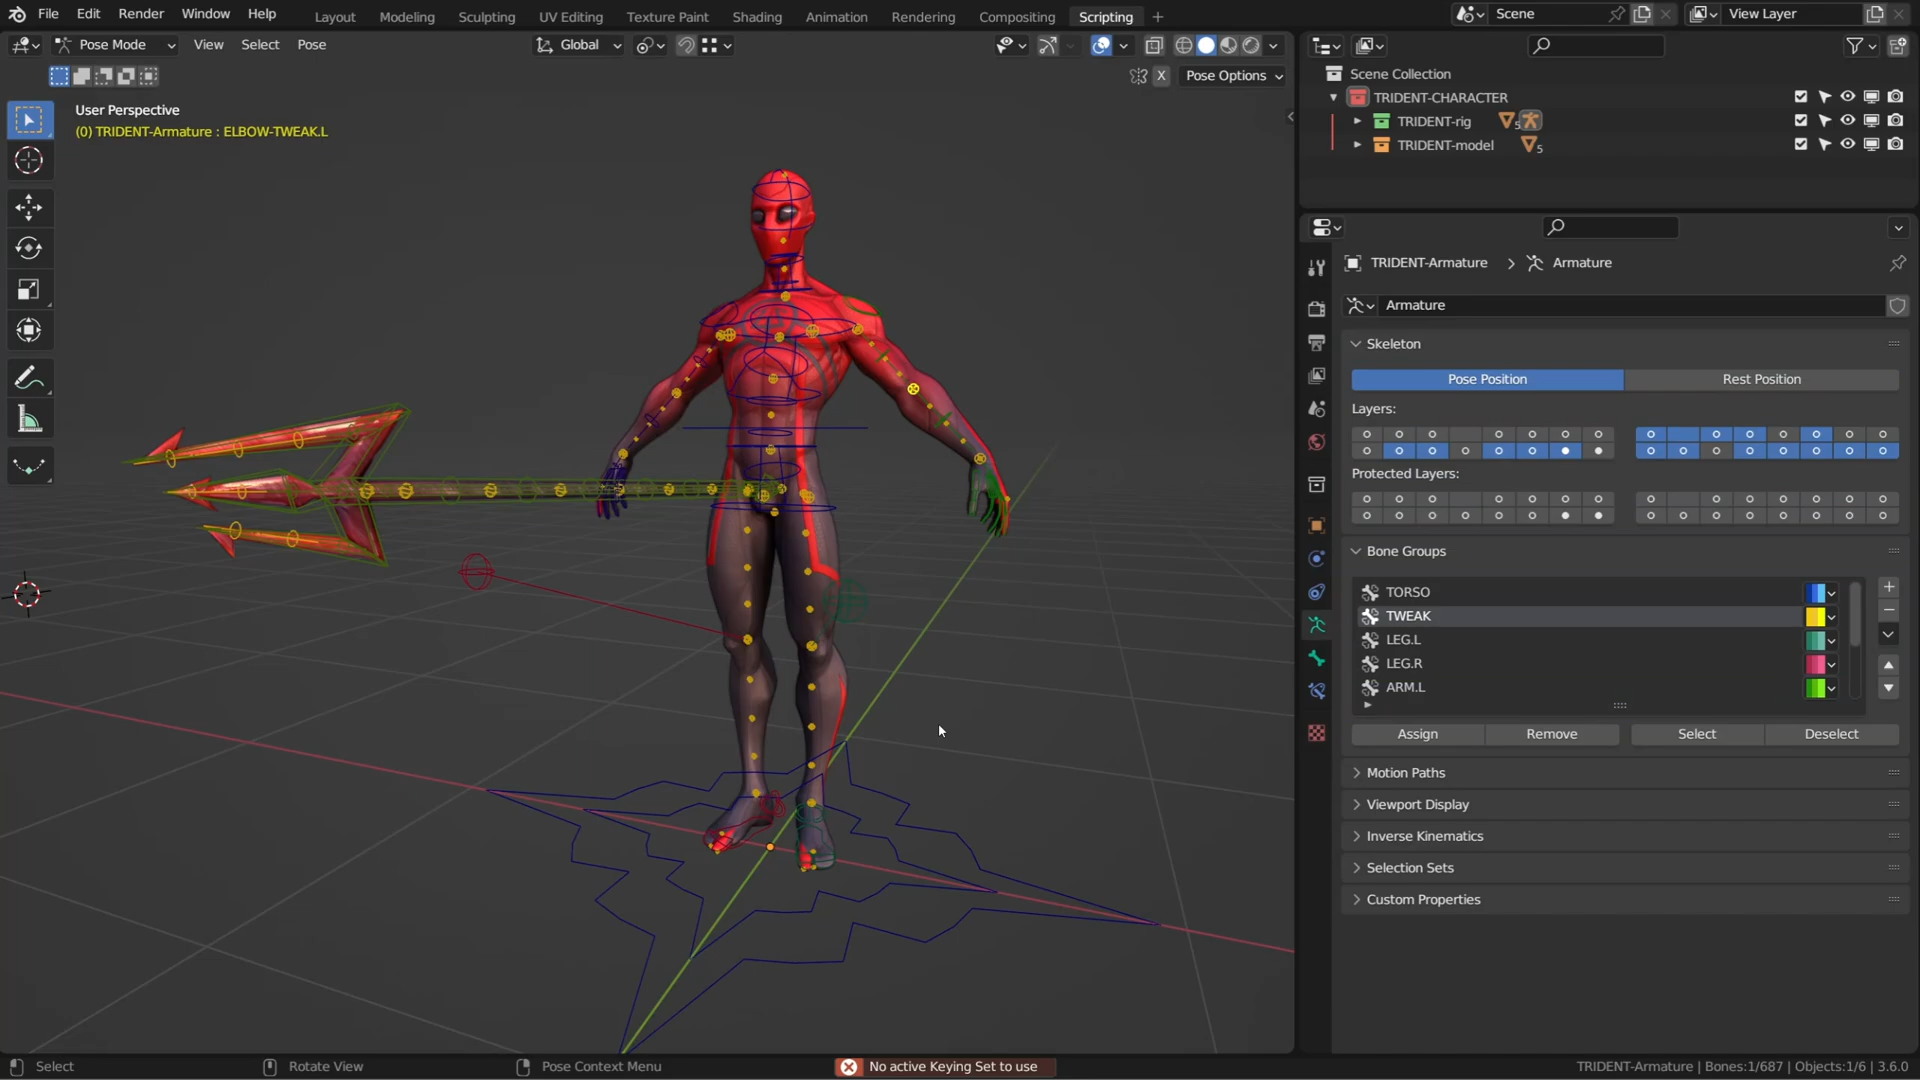 File Edit Render Window Help Layout Modeling Sculpting UV Editing Texture Paint Shading Animation Rendering Compositing Scripting Scene View Layer
Pose Mode View Select Pose Global
X Pose Options
User Perspective
(0) TRIDENT-Armature : ELBOW-TWEAK.L
Scene Collection
TRIDENT-CHARACTER
TRIDENT-rig 5
TRIDENT-model 5
TRIDENT-Armature Armature
Armature
Skeleton
Pose Position Rest Position
Layers:
Protected Layers:
Bone Groups
TORSO
TWEAK
LEG.L
LEG.R
ARM.L
Assign Remove Select Deselect
Motion Paths
Viewport Display
Inverse Kinematics
Selection Sets
Custom Properties
Select Rotate View Pose Context Menu No active Keying Set to use TRIDENT-Armature | Bones:1/687 | Objects:1/6 | 3.6.0